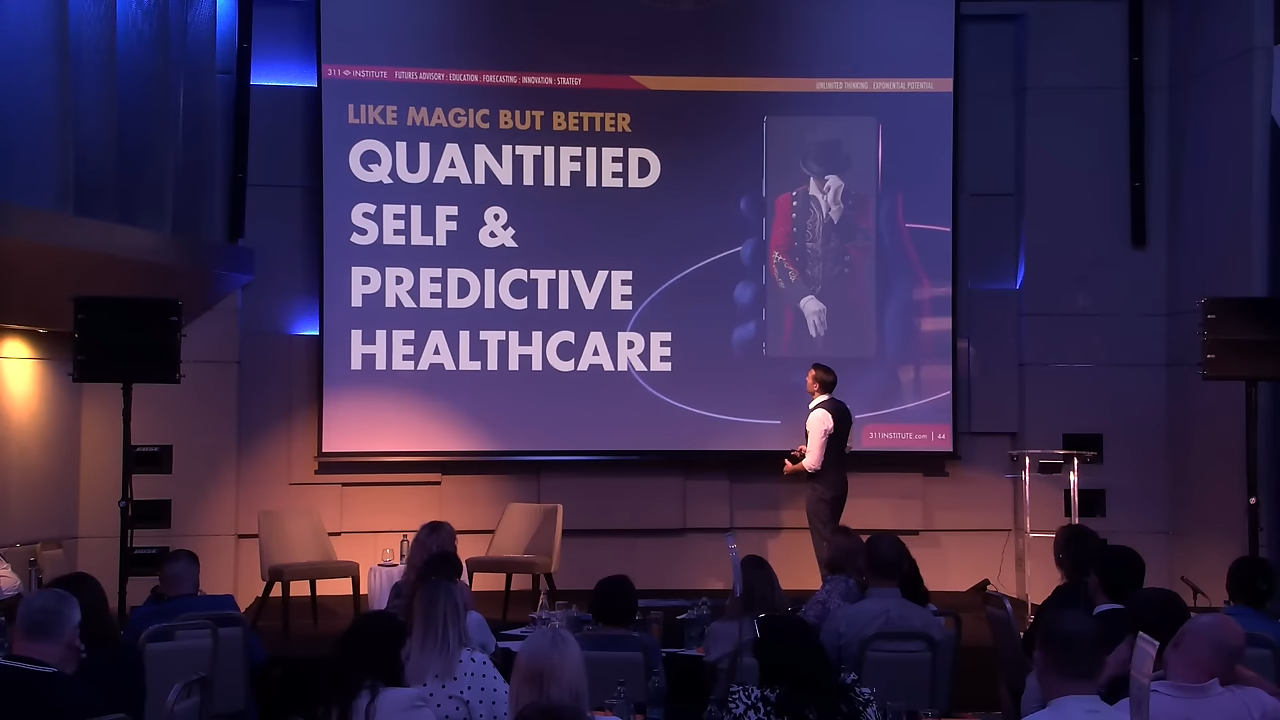 311 INSTITUTE FUTURES ADVISORY : EDUCATION : FORECASTING : INNOVATION : STRATEGY
UNLIMITED THINKING . EXPONENTIAL POTENTIAL
LIKE MAGIC BUT BETTER
QUANTIFIED
SELF &
PREDICTIVE
HEALTHCARE
311INSTITUTE.com | 44
BOSE